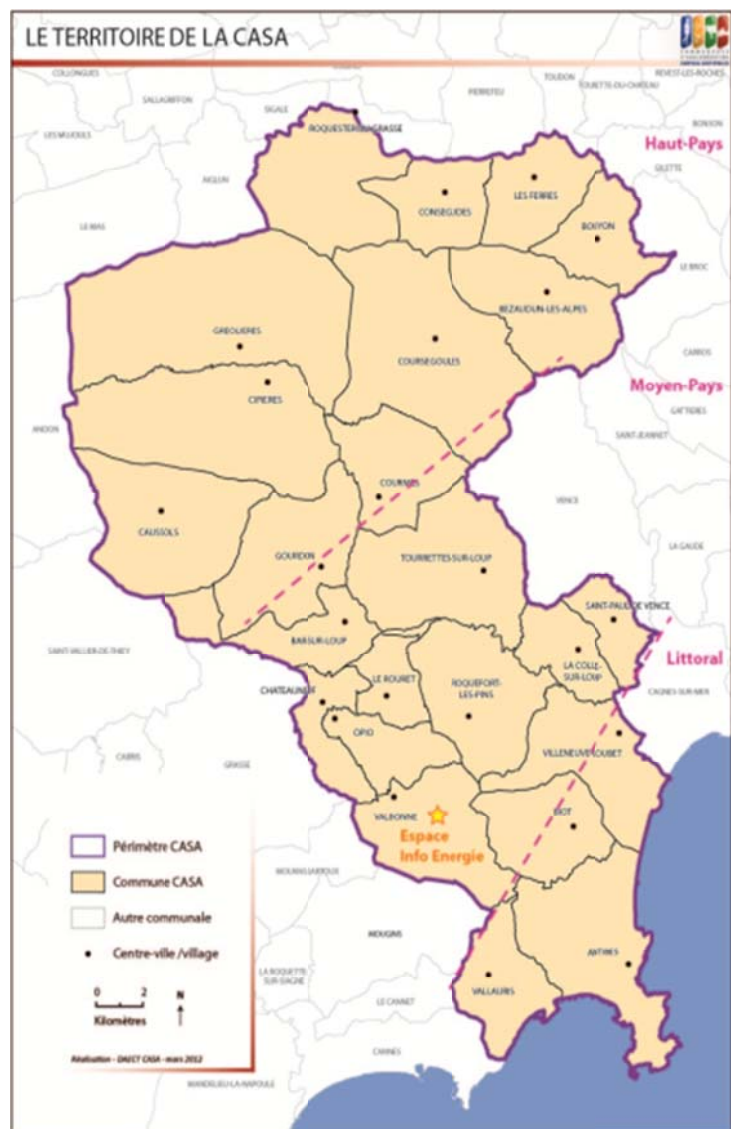 LE TERRITOIRE DE LA CASA
COLLONGUES
TOUDON
REVEST-LES-ROCHES
SALLAGRIFFON
SIGALE
PIERREFEU
TOURETTE-DU-CHATEAU
LES MUJOULS
ROQUESTERON-GRASSE
BONSON
Haut-Pays
GILETTE
AIGLUN
CONSEGUDES
LES FERRES
LE MAS
BOUYON
LE BROC
BEZAUDUN-LES-ALPES
GREOLIERES
COURSEGOULES
CARROS
Moyen-Pays
CIPIERES
GATTIERES
ANDON
SAINT-JEANNET
COURMES
VENCE
CAUSSOLS
LA GAUDE
GOURDON
TOURRETTES-SUR-LOUP
SAINT-PAUL DE VENCE
BAR-SUR-LOUP
SAINT-VALLIER-DE-THIEY
Littoral
LA COLLE
SUR-LOUP
LE ROURET
ROQUEFORT
LES-PINS
CHATEAUNEUF
CAGNES-SUR-MER
OPIO
VILLENEUVE-LOUBET
CABRIS
GRASSE
VALBONNE
BIOT
Espace
Info Energie
Périmètre CASA
Commune CASA
Autre communale
Centre-ville /village
MOUANS-SARTOUX
MOUGINS
ANTIBES
LA ROQUETTE
SUR-SIAGNE
VALLAURIS
0 2
N
Kilomètres
LE CANNET
CANNES
Réalisation - DAECT CASA - mars 2012
MANDELIEU-LA-NAPOULE